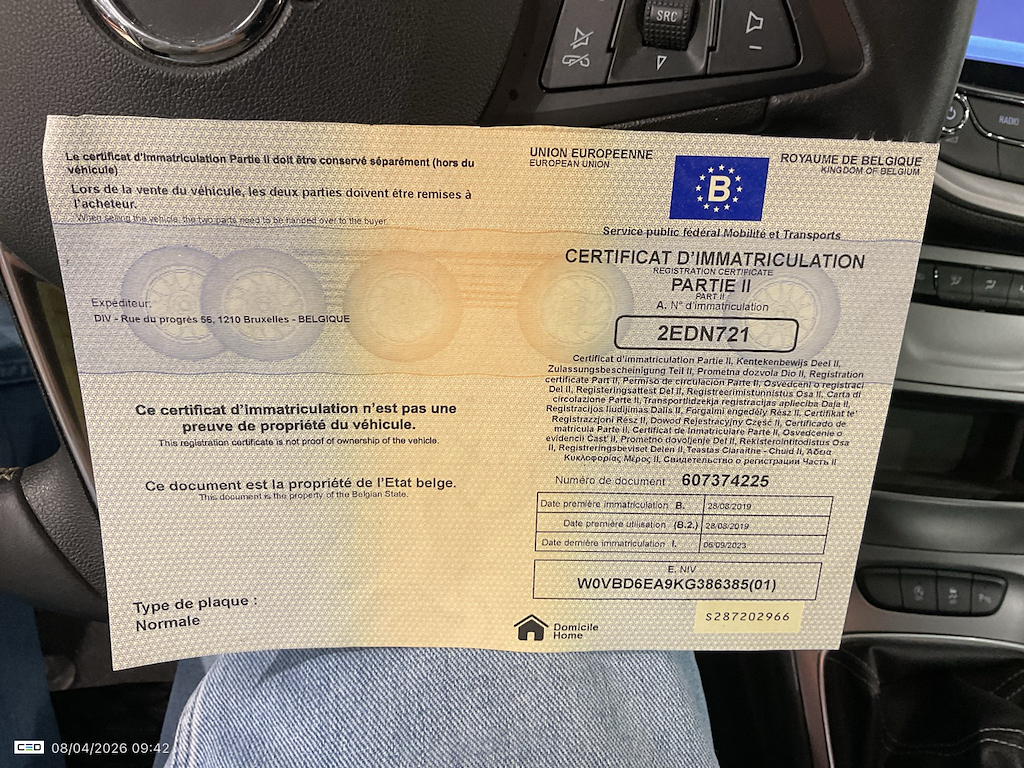 SRC
RADIO
Le certificat d'immatriculation Partie II doit être conservé séparément (hors du
véhicule)
Lors de la vente du véhicule, les deux parties doivent être remises à
l'acheteur.
When selling the vehicle, the two parts need to be handed over to the buyer.
Expéditeur:
DIV - Rue du progrès 56, 1210 Bruxelles - BELGIQUE
Ce certificat d'immatriculation n'est pas une
preuve de propriété du véhicule.
This registration certificate is not proof of ownership of the vehicle.
Ce document est la propriété de l'Etat belge.
This document is the property of the Belgian State.
Type de plaque :
Normale
UNION EUROPEENNE
EUROPEAN UNION
B
ROYAUME DE BELGIQUE
KINGDOM OF BELGIUM
Service public fédéral Mobilité et Transports
CERTIFICAT D'IMMATRICULATION
REGISTRATION CERTIFICATE
PARTIE II
PART II
A. N° d'immatriculation
2EDN721
Certificat d'immatriculation Partie II, Kentekenbewijs Deel II,
Zulassungsbescheinigung Teil II, Prometna dozvola Dio II, Registration
certificate Part II, Permiso de circulación Parte II, Osvedčení o registraci
Del II, Registreringsattest Del II, Registreerimistunnistus Osa II, Carta di
circolazione Parte II, Transportlīdzekļa reģistrācijas apliecība Daļa II,
Registracijos liudijimas Dalis II, Forgalmi engedély Rész II, Ċertifikat ta'
Reġistrazzjoni Rész II, Dowód Rejestracyjny Część II, Certificado de
matrícula Parte II, Certificat de Inmatriculare Partea II, Osvedčenie o
evidencii Časť II, Prometno dovoljenje Del II, Rekisteröintitodistus Osa
II, Registreringsbeviset Delen II, Teastas Claraithe - Chuid II, Άδεια
Κυκλοφορίας Μέρος II, Свидетельство о регистрации Часть II
Numéro de document : 607374225
Date première immatriculation B. 28/08/2019
Date première utilisation (B.2.) 28/08/2019
Date dernière immatriculation I. 06/09/2023
E. NIV
W0VBD6EA9KG386385(01)
S287202966
Domicile
Home
CEO 08/04/2026 09:42